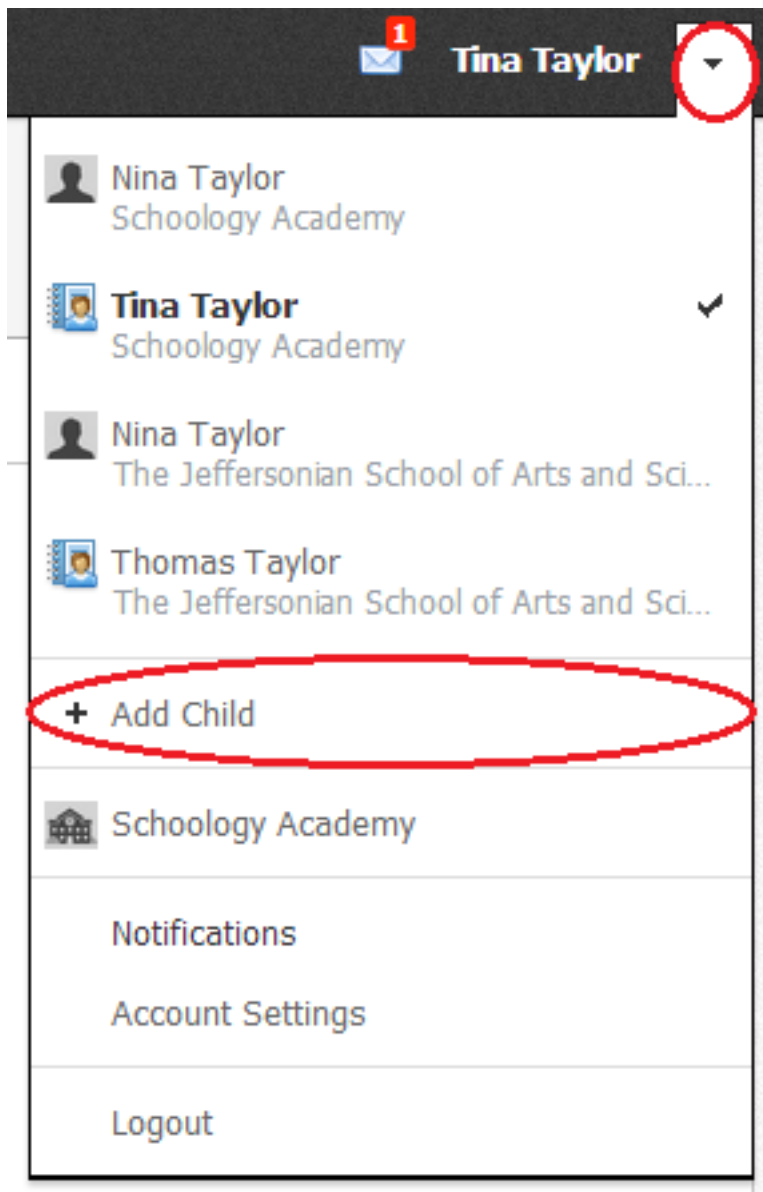 1
Tina Taylor
Nina Taylor
Schoology Academy
Tina Taylor
Schoology Academy
Nina Taylor
The Jeffersonian School of Arts and Sci...
Thomas Taylor
The Jeffersonian School of Arts and Sci...
+ Add Child
Schoology Academy
Notifications
Account Settings
Logout